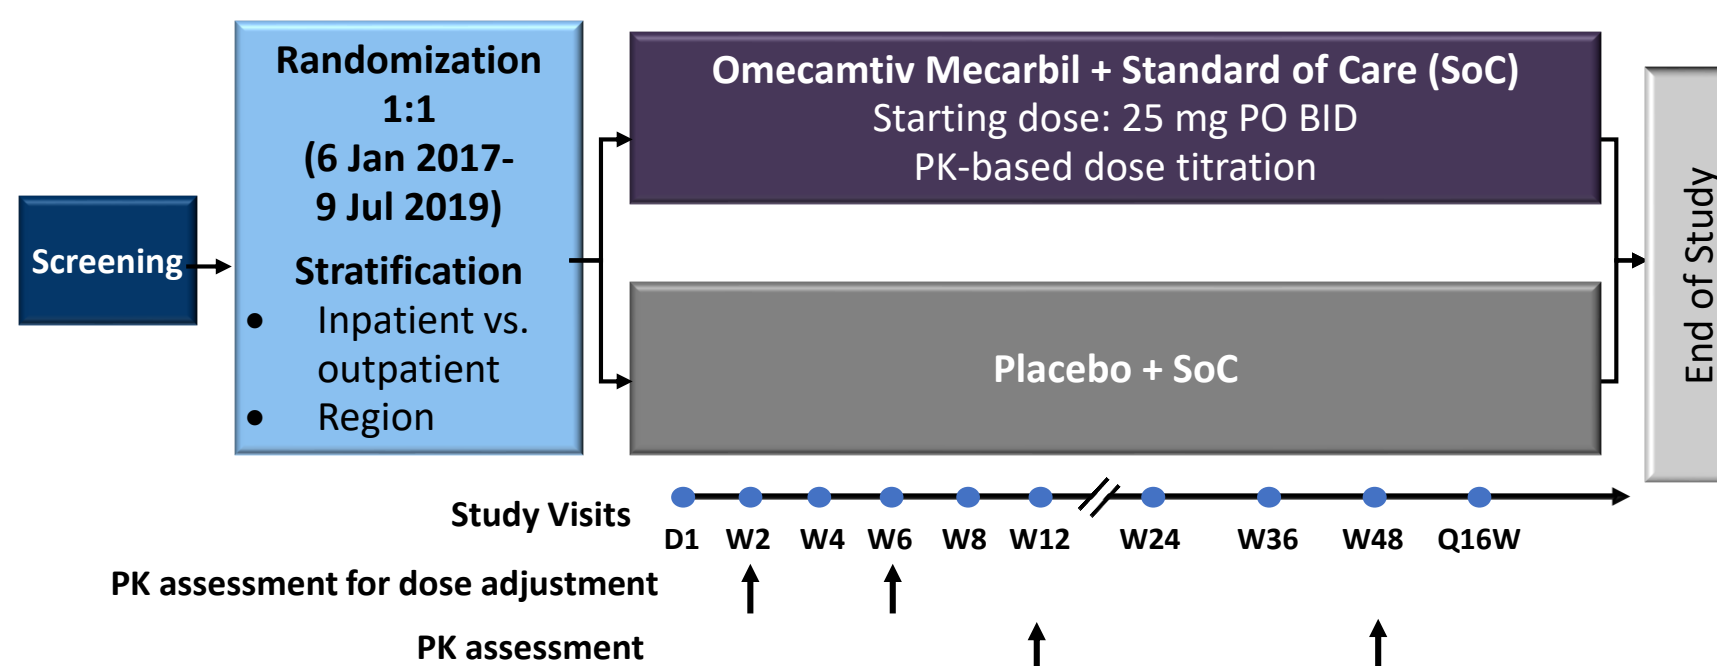 Screening
Randomization
1:1
(6 Jan 2017-
9 Jul 2019)
Stratification
• Inpatient vs.
outpatient
• Region
Omecamtiv Mecarbil + Standard of Care (SoC)
Starting dose: 25 mg PO BID
PK-based dose titration
Placebo + SoC
End of Study
Study Visits
D1 W2 W4 W6 W8 W12 W24 W36 W48 Q16W
PK assessment for dose adjustment
PK assessment